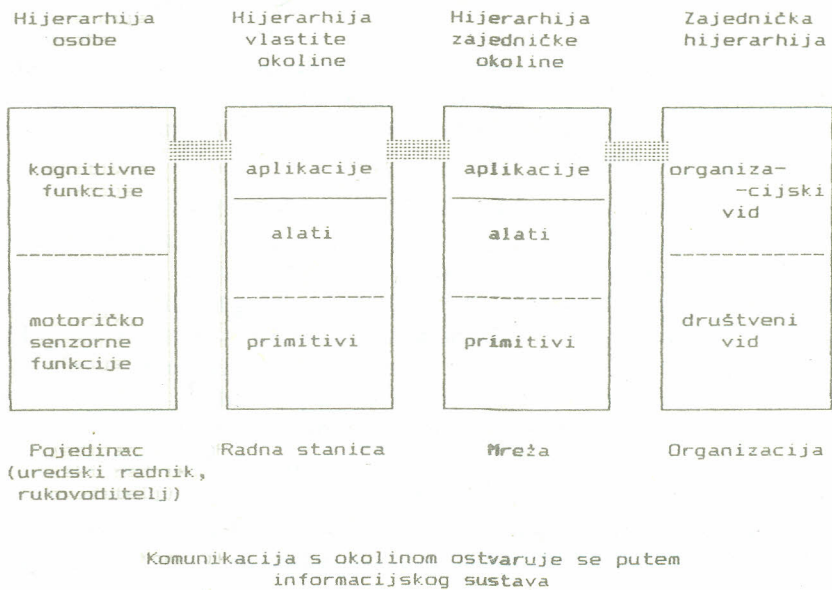 Hijerarhija
osobe
Hijerarhija
vlastite
okoline
Hijerarhija
zajedničke
okoline
Zajednička
hijerarhija
kognitivne
funkcije
motoričko
senzorne
funkcije
aplikacije
alati
primitivi
aplikacije
alati
primitivi
organiza-
-cijski
vid
društveni
vid
Pojedinac
(uredski radnik,
rukovoditelj)
Radna stanica
Mreža
Organizacija
Komunikacija s okolinom ostvaruje se putem
informacijskog sustava